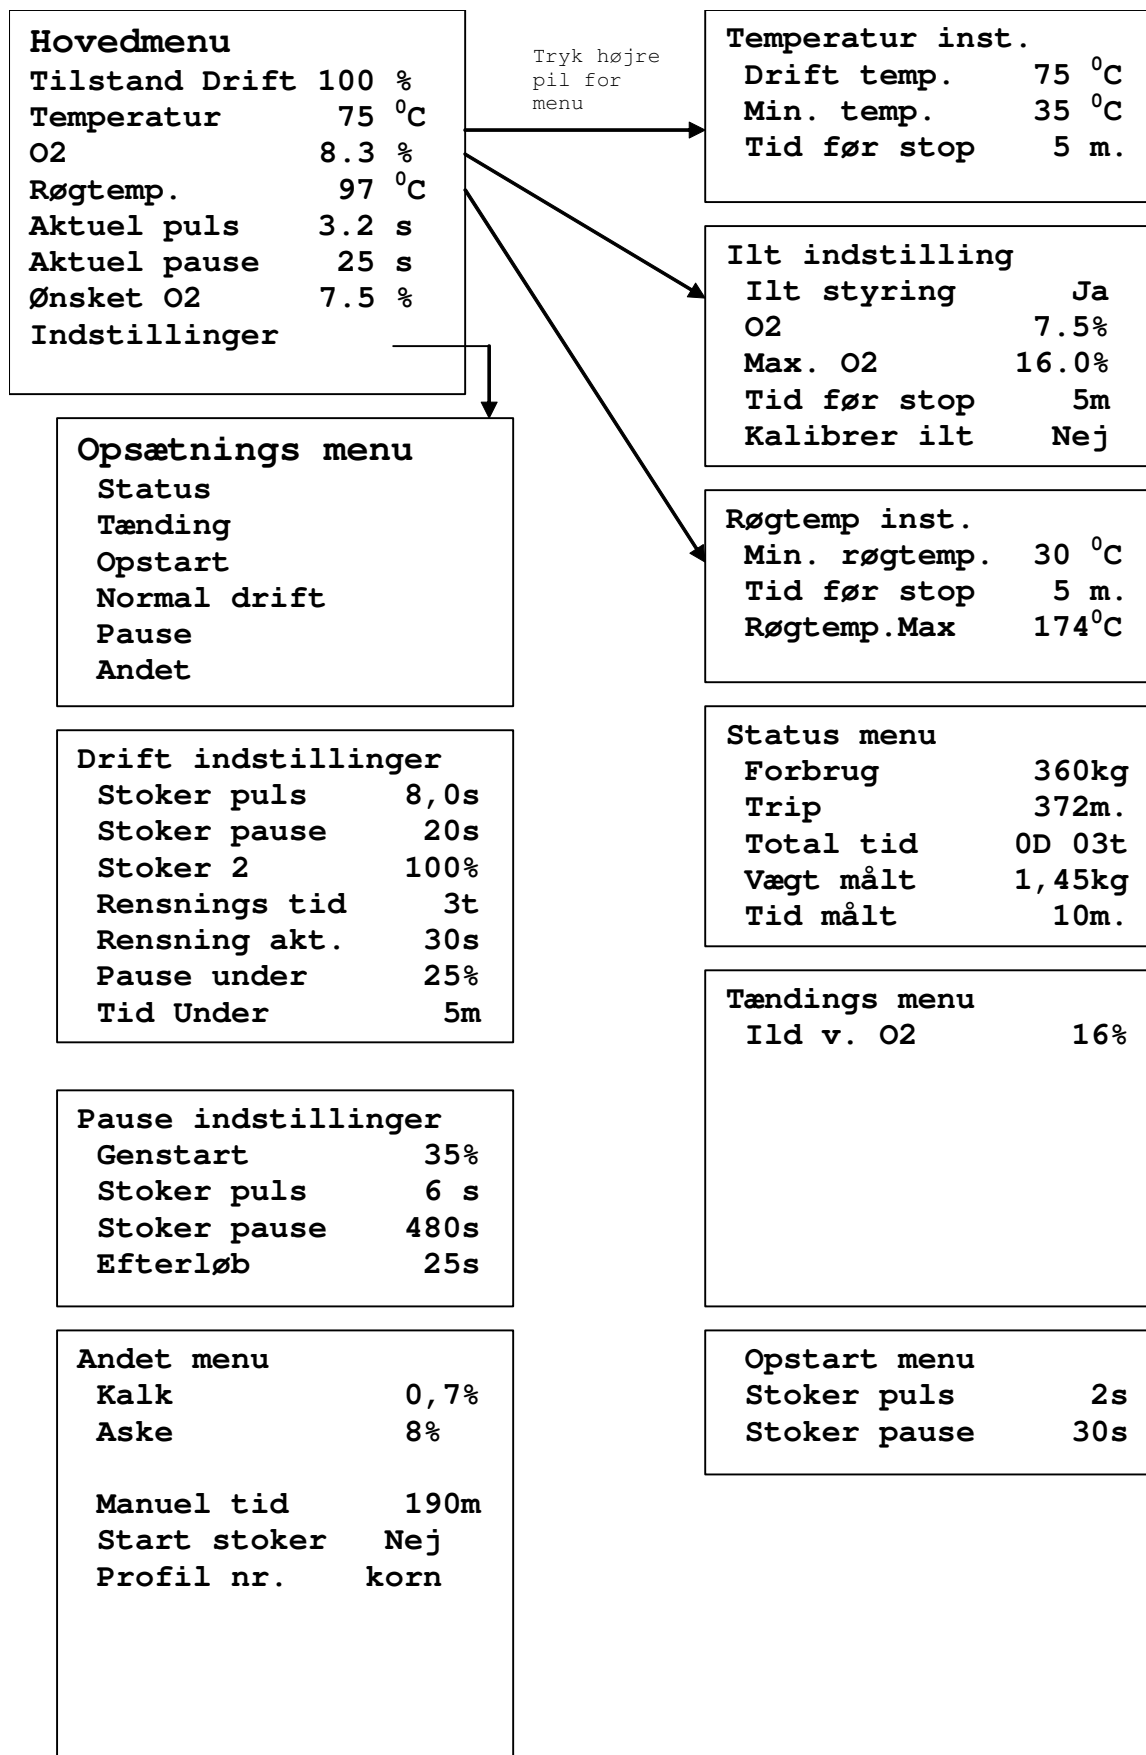 Hovedmenu
Tilstand Drift 100 %
Temperatur 75 ⁰C
O2 8.3 %
Røgtemp. 97 ⁰C
Aktuel puls 3.2 s
Aktuel pause 25 s
Ønsket O2 7.5 %
Indstillinger
Tryk højre
pil for
menu
Temperatur inst.
Drift temp. 75 ⁰C
Min. temp. 35 ⁰C
Tid før stop 5 m.
Ilt indstilling
Ilt styring Ja
O2 7.5%
Max. O2 16.0%
Tid før stop 5m
Kalibrer ilt Nej
Røgtemp inst.
Min. røgtemp. 30 ⁰C
Tid før stop 5 m.
Røgtemp.Max 174⁰C
Opsætnings menu
Status
Tænding
Opstart
Normal drift
Pause
Andet
Status menu
Forbrug 360kg
Trip 372m.
Total tid 0D 03t
Vægt målt 1,45kg
Tid målt 10m.
Drift indstillinger
Stoker puls 8,0s
Stoker pause 20s
Stoker 2 100%
Rensnings tid 3t
Rensning akt. 30s
Pause under 25%
Tid Under 5m
Tændings menu
Ild v. O2 16%
Pause indstillinger
Genstart 35%
Stoker puls 6 s
Stoker pause 480s
Efterløb 25s
Andet menu
Kalk 0,7%
Aske 8%
Manuel tid 190m
Start stoker Nej
Profil nr. korn
Opstart menu
Stoker puls 2s
Stoker pause 30s